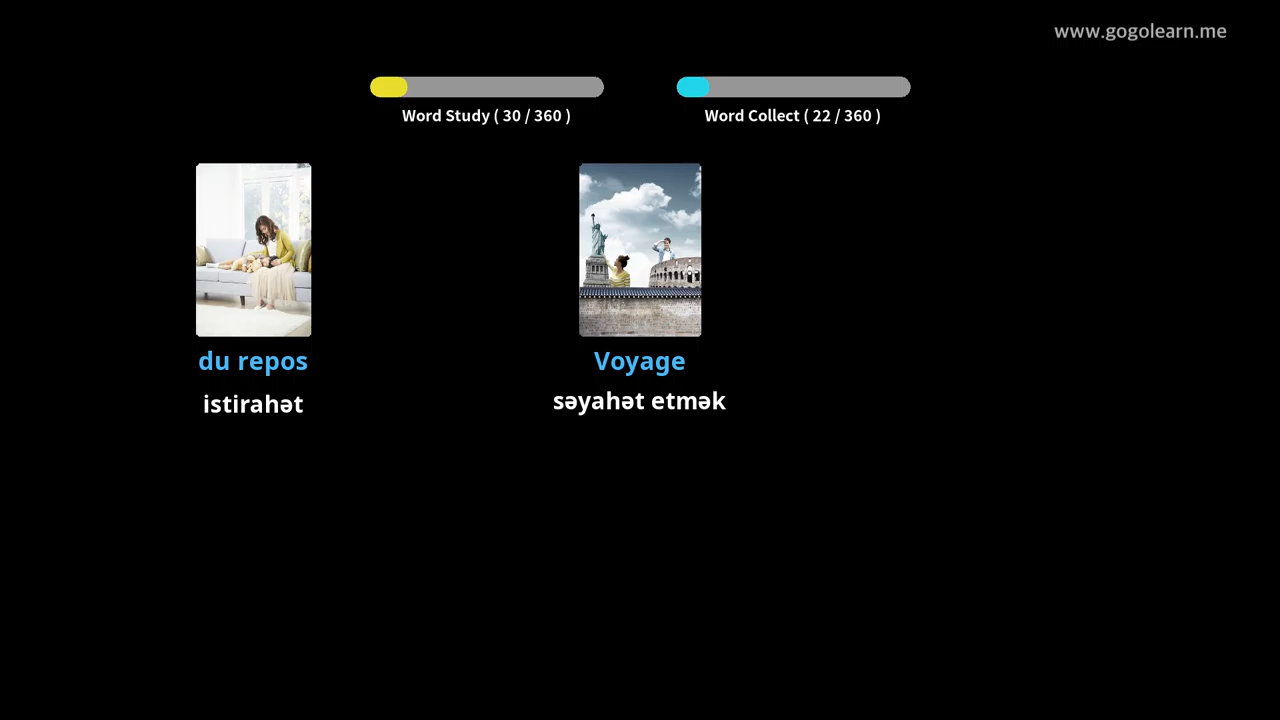 www.gogolearn.me
Word Study ( 30 / 360 )
Word Collect ( 22 / 360 )
du repos
istirahət
Voyage
səyahət etmək